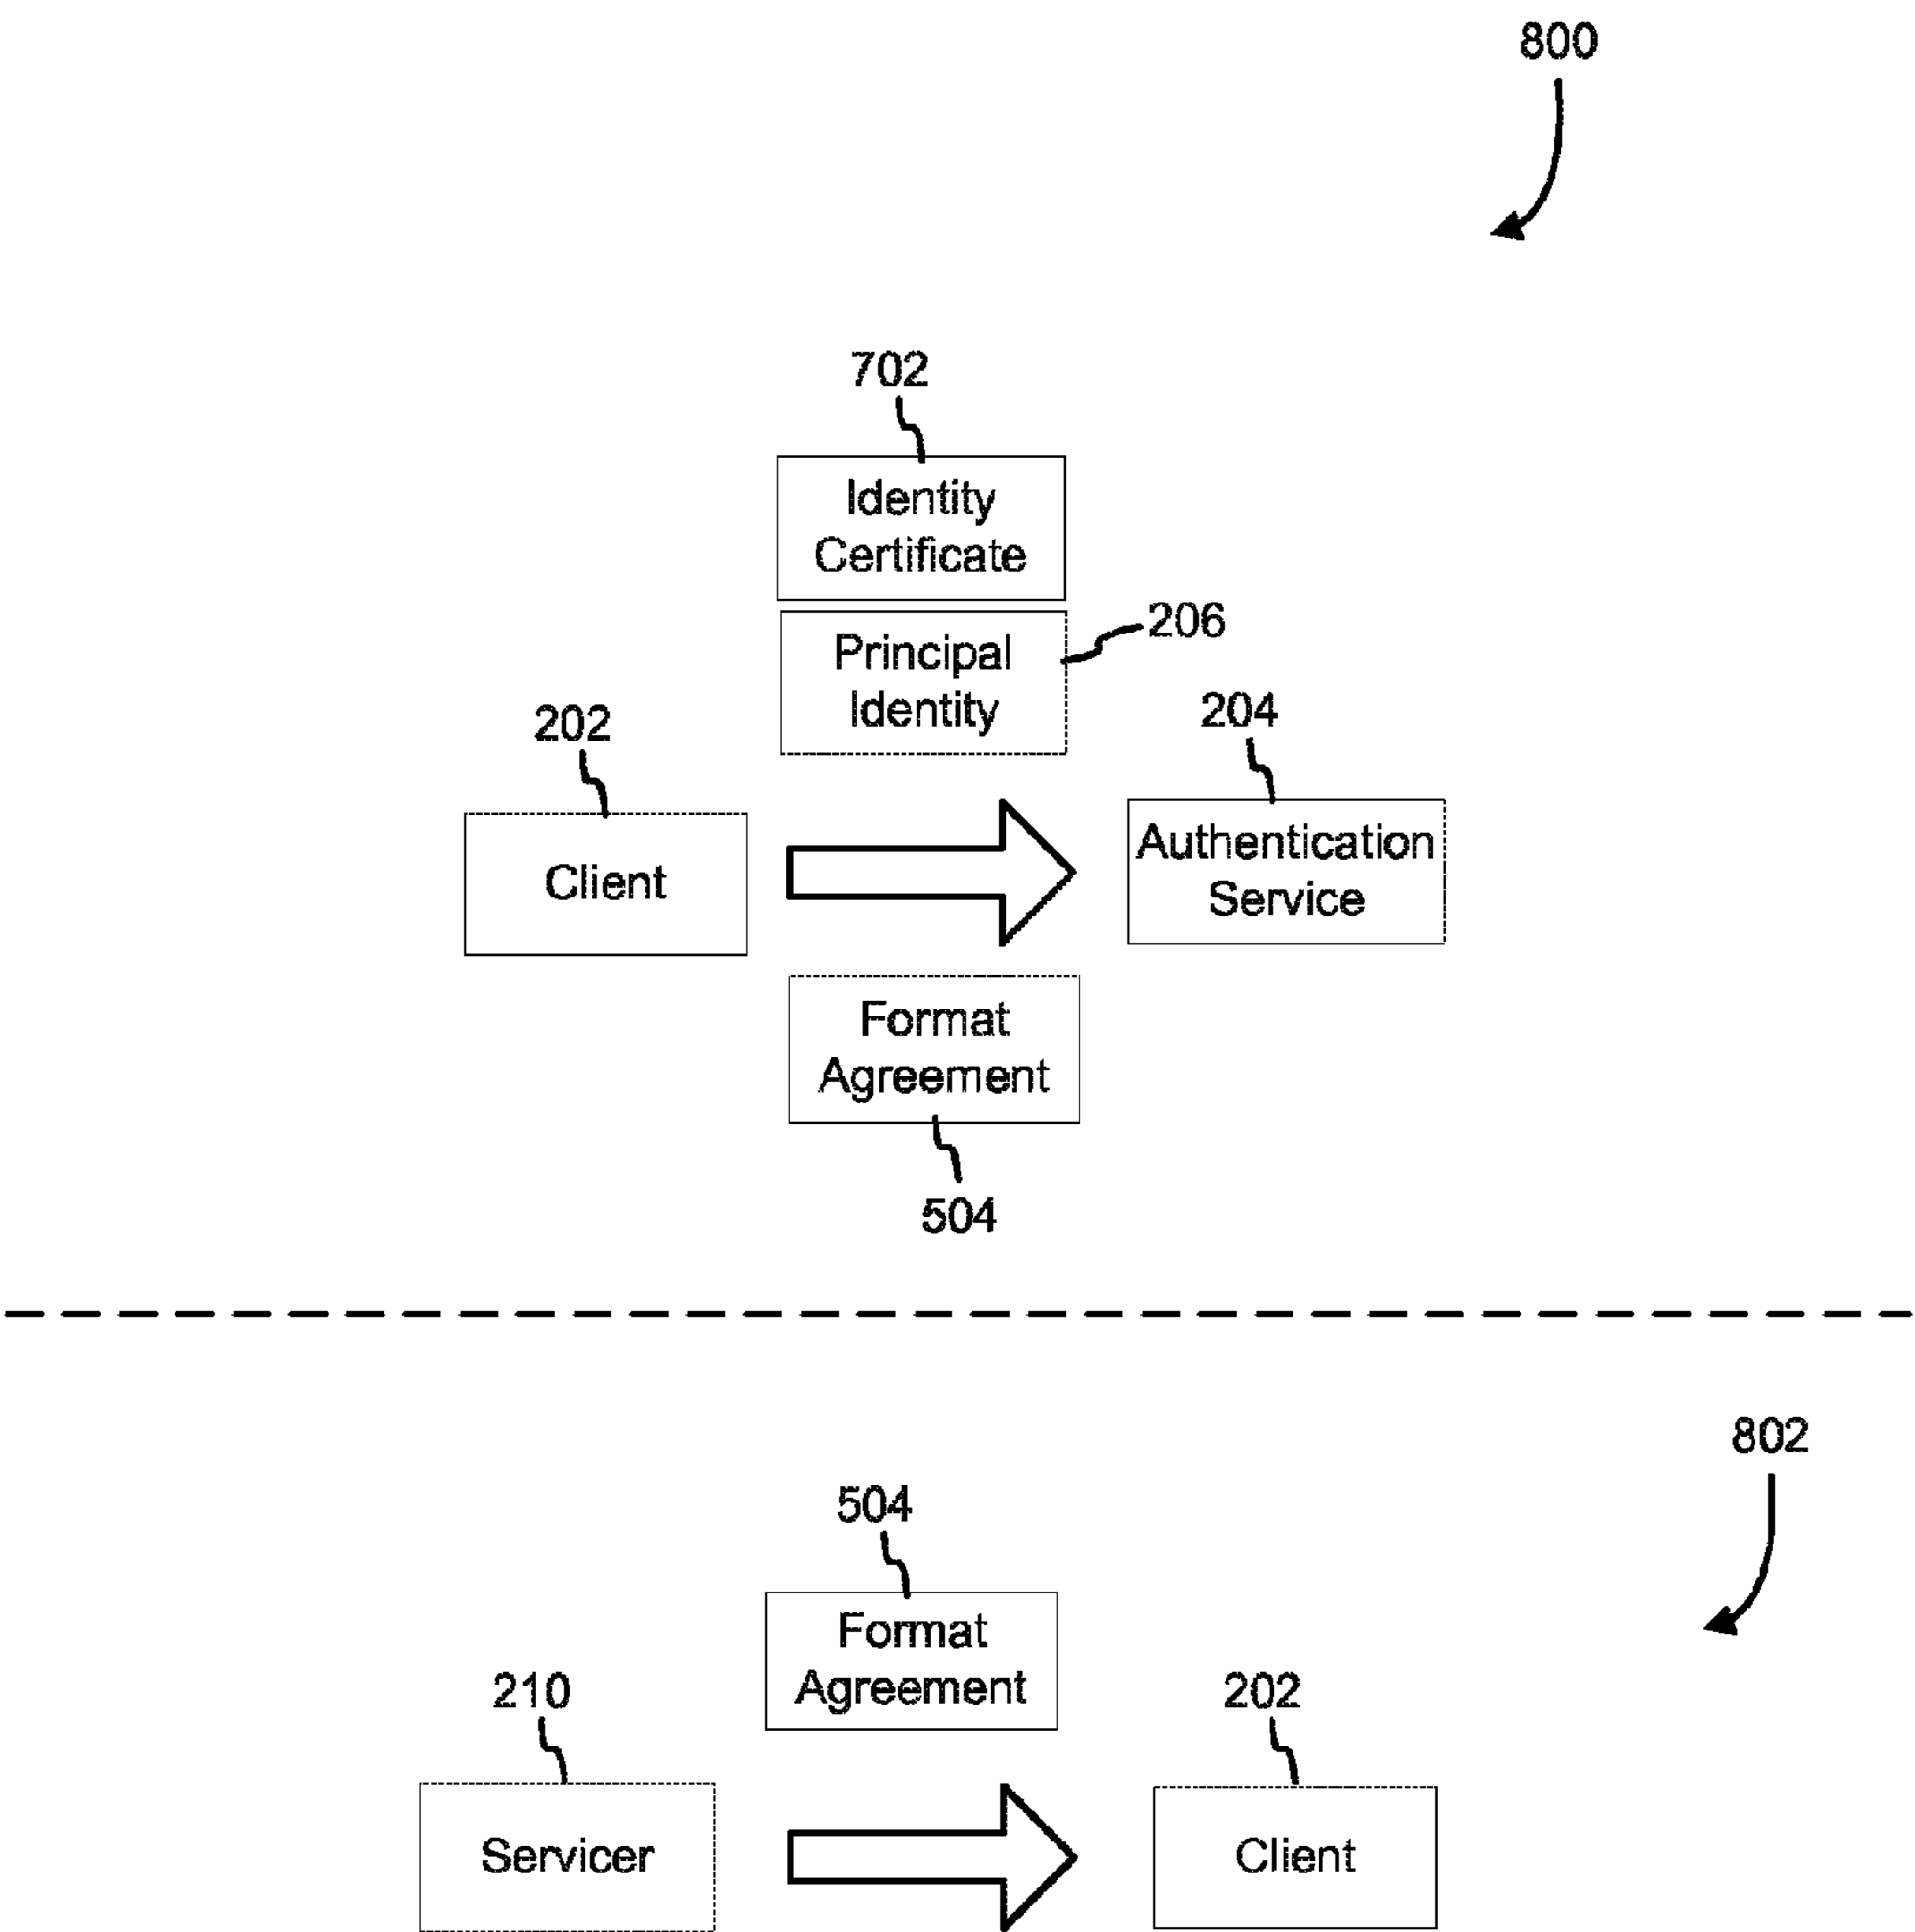 800
702
Identity
Certificate
206
Principal
Identity
202
204
Client
Authentication
Service
Format
Agreement
504
802
504
Format
Agreement
210
202
Servicer
Client